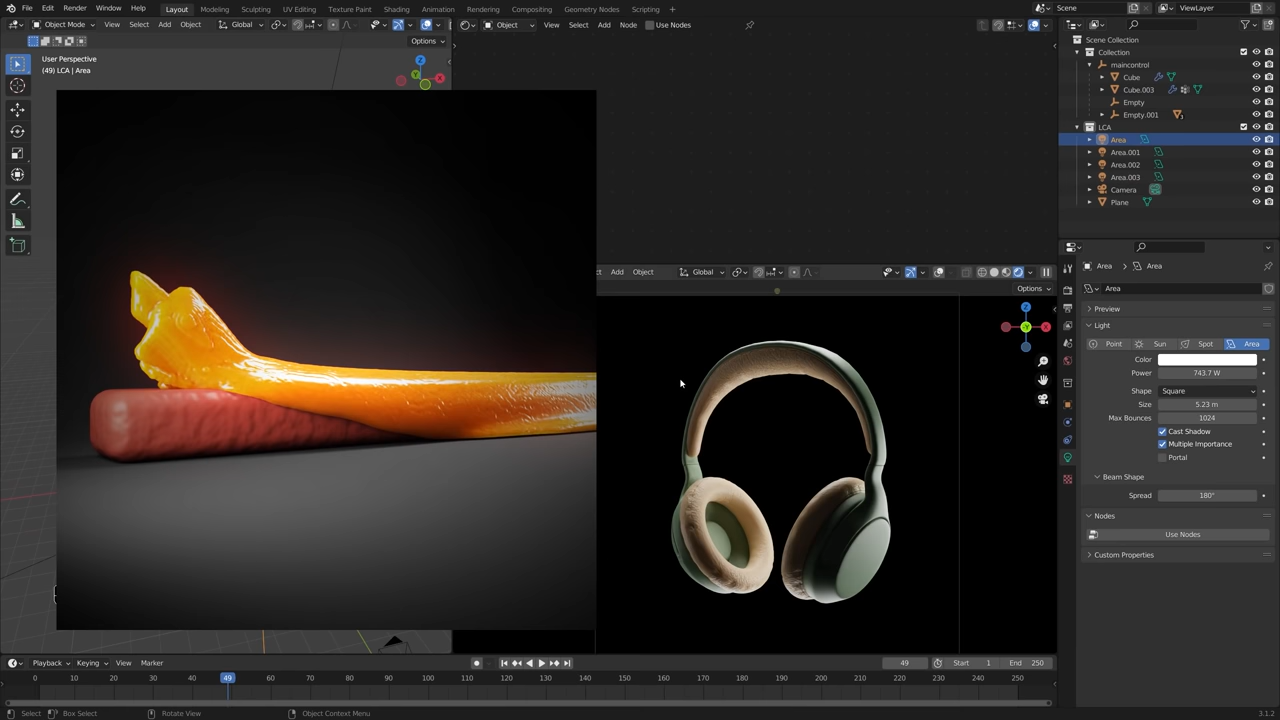 File Edit Render Window Help Layout Modeling Sculpting UV Editing Texture Paint Shading Animation Rendering Compositing Geometry Nodes Scripting Scene ViewLayer
Object Mode View Select Add Object Global Object View Select Add Object Use Nodes
Options
User Perspective
(49) LCA | Area
Z
Y
X
Scene Collection
Collection
maincontrol
Cube
Cube.003
Empty
Empty.001
LCA
Area
Area.001
Area.002
Area.003
Camera
Plane
ct Add Object Global
Options
Z
X
-Y
Area Area
Area
Preview
Light
Point Sun Spot Area
Color
Power 743.7 W
Shape Square
Size 5.23 m
Max Bounces 1024
Cast Shadow
Multiple Importance
Portal
Beam Shape
Spread 180°
Nodes
Use Nodes
Custom Properties
Playback Keying View Marker 49 Start 1 End 250
0 10 20 30 40 49 60 70 80 90 100 110 120 130 140 150 160 170 180 190 200 210 220 230 240 250
Select Box Select Rotate View Object Context Menu 3.1.2